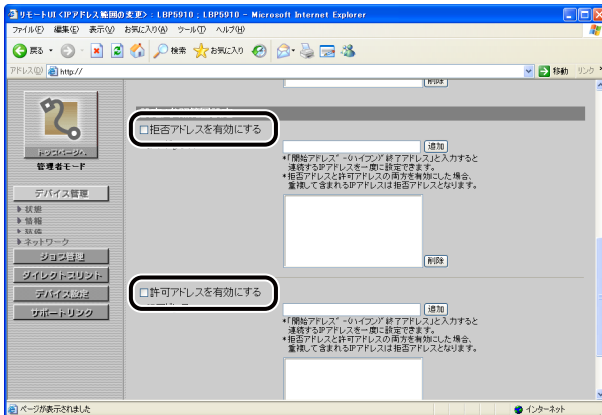 リモートUI <IPアドレス範囲の変更> : LBP5910 ; LBP5910 - Microsoft Internet Explorer
ファイル(F) 編集(E) 表示(V) お気に入り(A) ツール(T) ヘルプ(H)
戻る 検索 お気に入り
アドレス(D) http:// 移動 リンク
削除
トップページへ
管理者モード
デバイス管理
状態
情報
ネットワーク
ジョブ管理
ダイレクトプリント
デバイス設定
サポートリンク
拒否アドレスを有効にする
追加
*「開始アドレス" -(ハイフン)"終了アドレス」と入力すると
連続するIPアドレスを一度に設定できます。
*拒否アドレスと許可アドレスの両方を有効にした場合、
重複して含まれるIPアドレスは拒否アドレスとなります。
削除
許可アドレスを有効にする
追加
*「開始アドレス" -(ハイフン)"終了アドレス」と入力すると
連続するIPアドレスを一度に設定できます。
*拒否アドレスと許可アドレスの両方を有効にした場合、
重複して含まれるIPアドレスは拒否アドレスとなります。
ページが表示されました インターネット